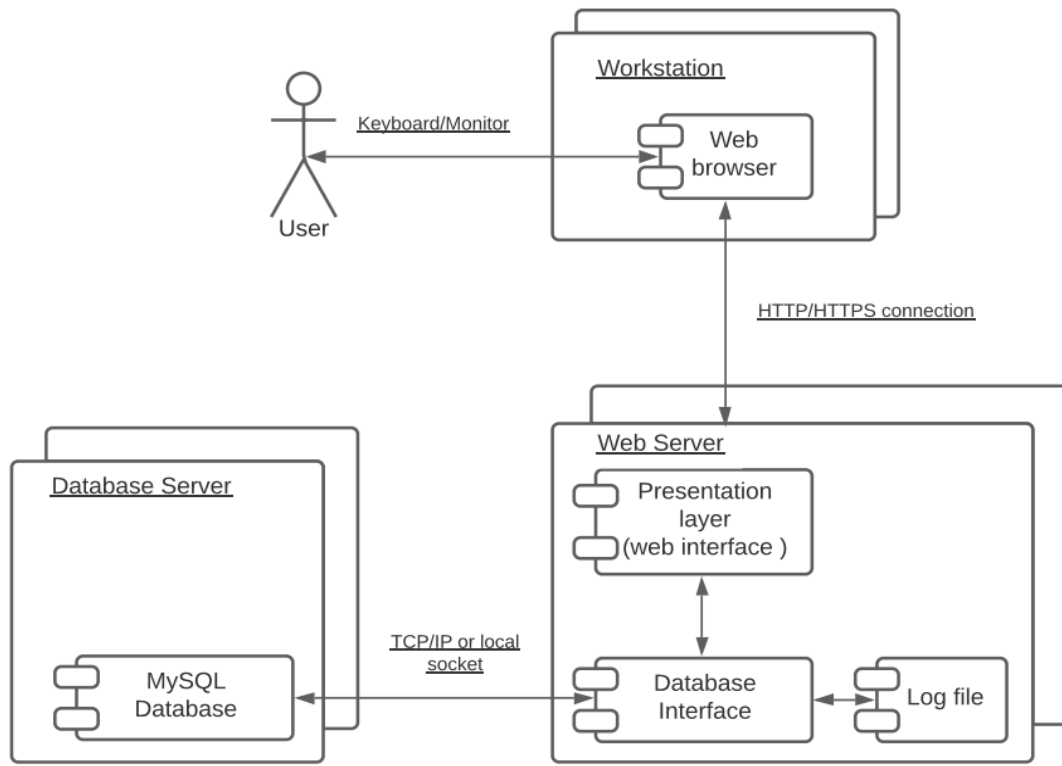 Workstation
Keyboard/Monitor
Web
browser
User
HTTP/HTTPS connection
Web Server
Database Server
Presentation
layer
(web interface )
TCP/IP or local
socket
MySQL
Database
Database
Interface
Log file